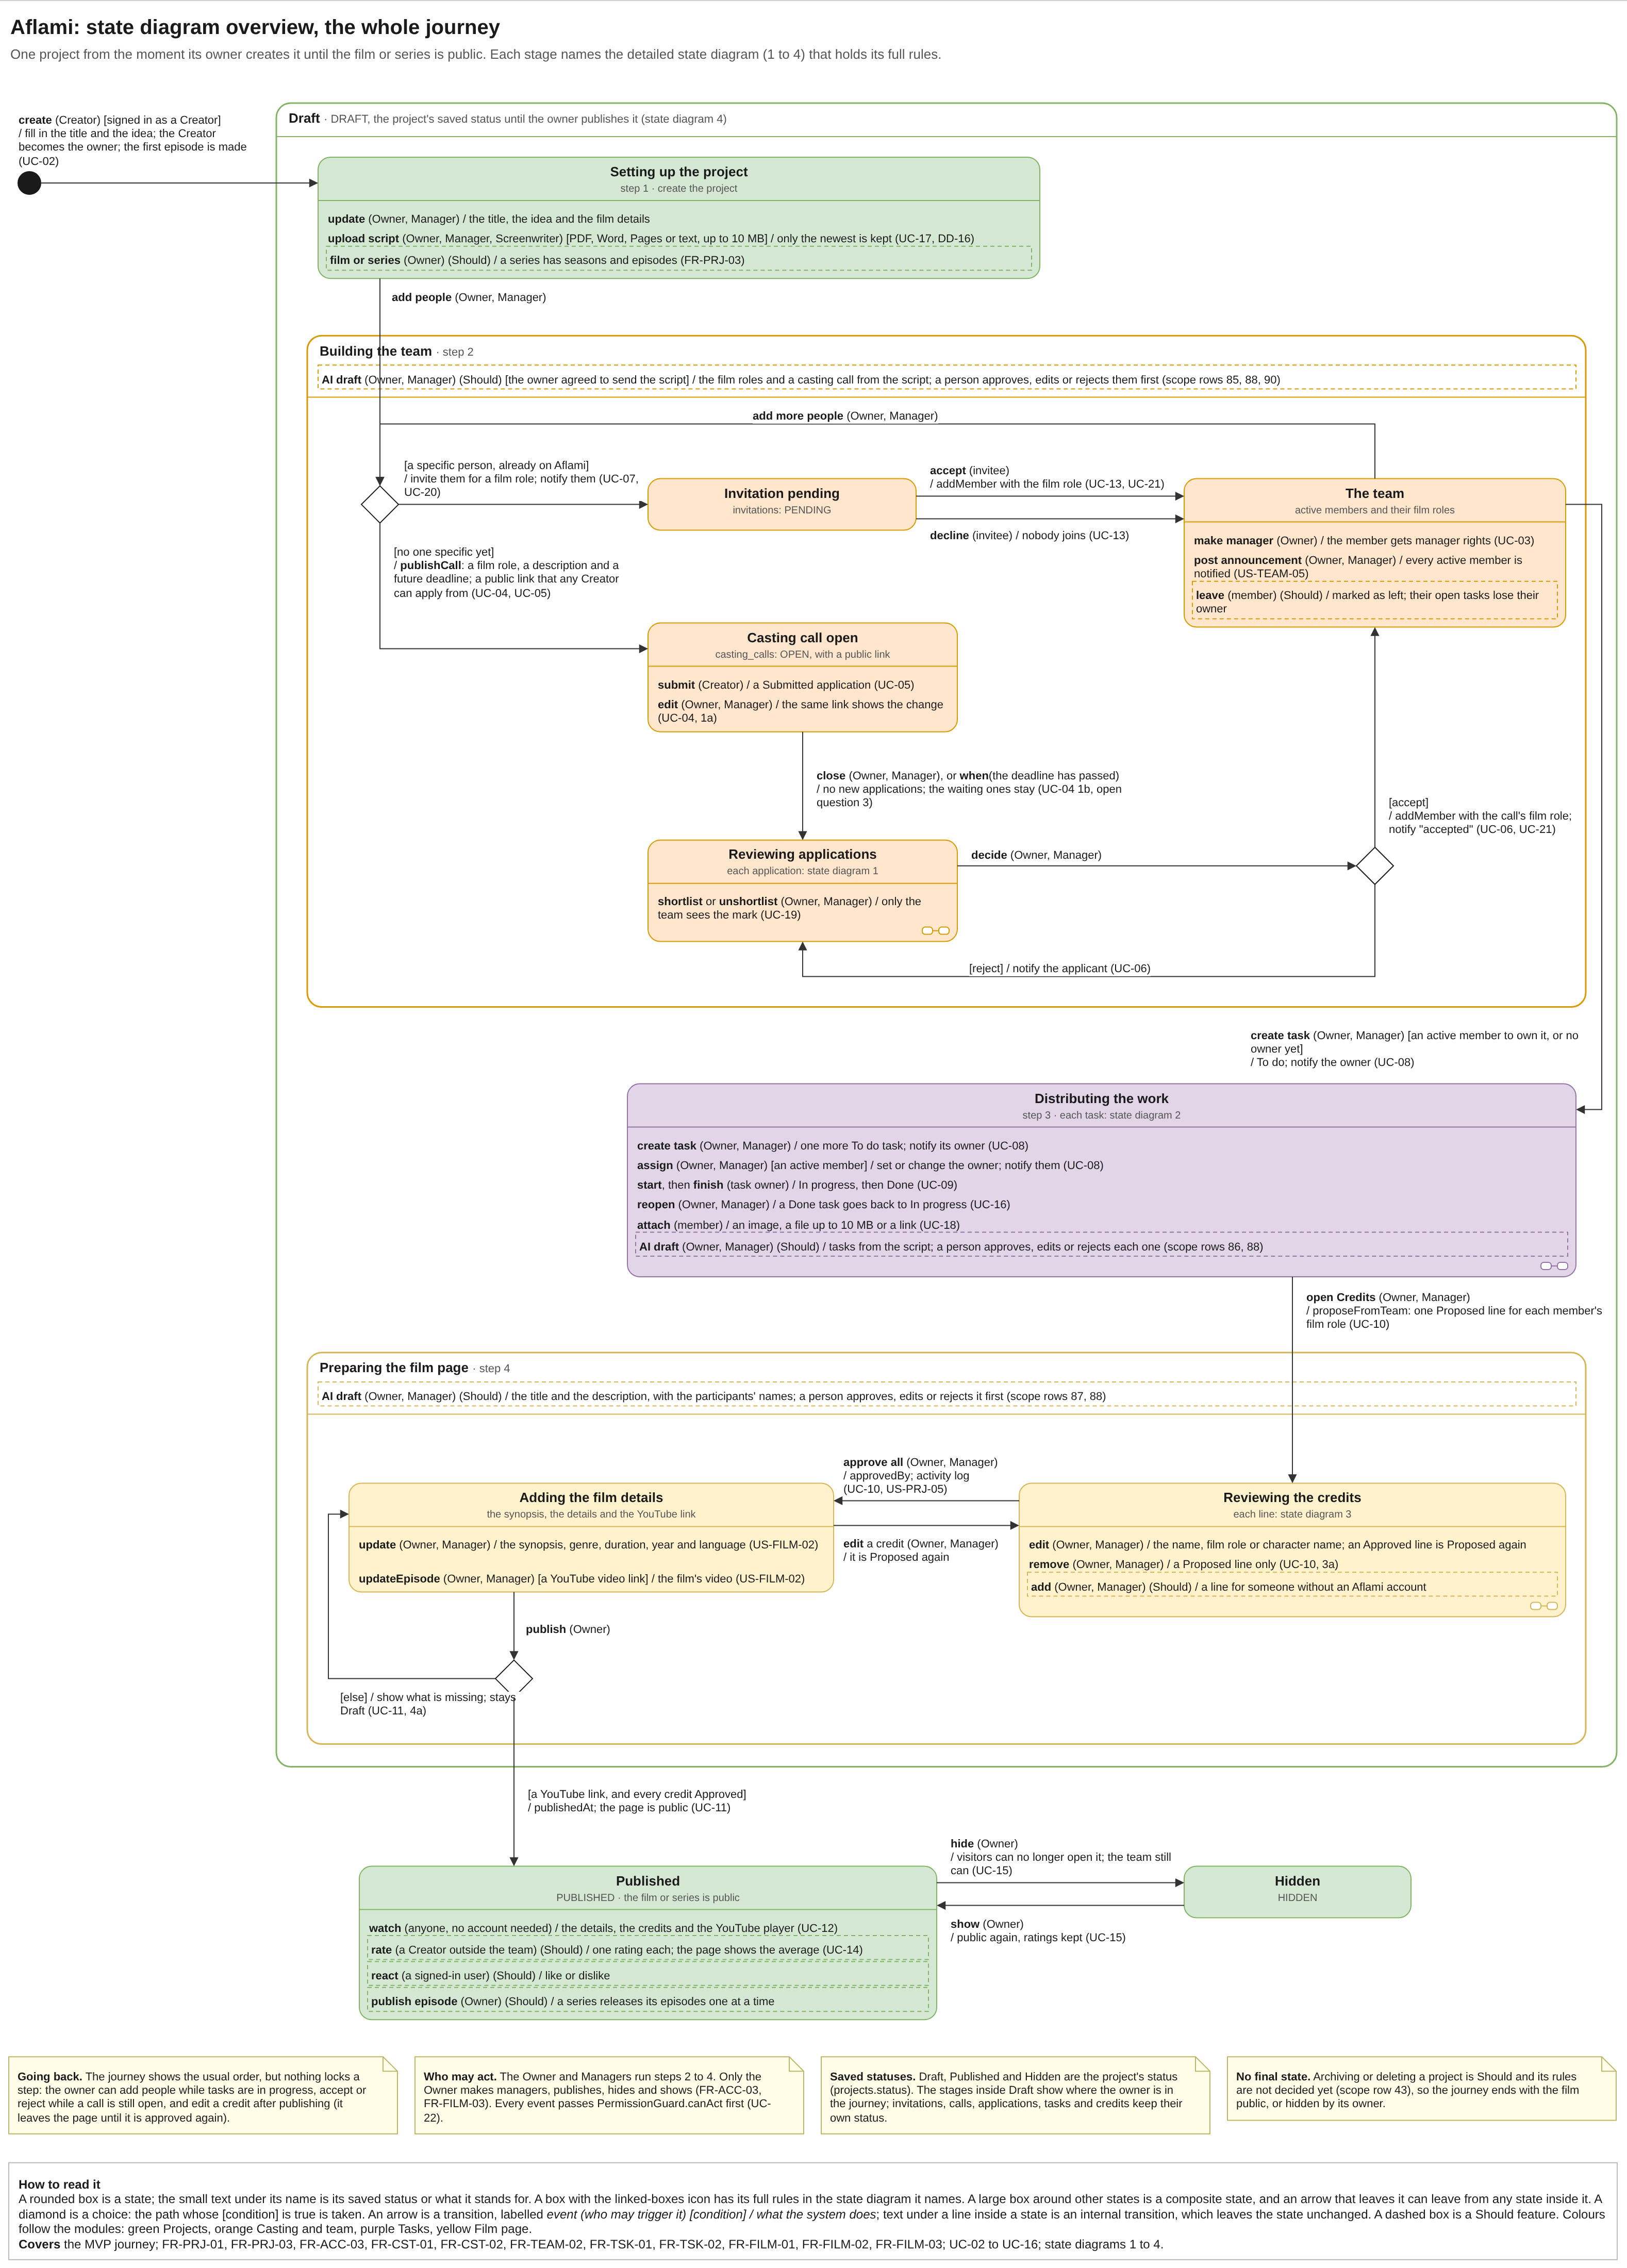 Aflami: state diagram overview, the whole journey
One project from the moment its owner creates it until the film or series is public. Each stage names the detailed state diagram (1 to 4) that holds its full rules.
create (Creator) [signed in as a Creator]
/ fill in the title and the idea; the Creator
becomes the owner; the first episode is made
(UC-02)
Draft · DRAFT, the project's saved status until the owner publishes it (state diagram 4)
Setting up the project
step 1 · create the project
update (Owner, Manager) / the title, the idea and the film details
upload script (Owner, Manager, Screenwriter) [PDF, Word, Pages or text, up to 10 MB] / only the newest is kept (UC-17, DD-16)
film or series (Owner) (Should) / a series has seasons and episodes (FR-PRJ-03)
add people (Owner, Manager)
Building the team · step 2
AI draft (Owner, Manager) (Should) [the owner agreed to send the script] / the film roles and a casting call from the script; a person approves, edits or rejects them first (scope rows 85, 88, 90)
add more people (Owner, Manager)
[a specific person, already on Aflami]
/ invite them for a film role; notify them (UC-07,
UC-20)
Invitation pending
invitations: PENDING
accept (invitee)
/ addMember with the film role (UC-13, UC-21)
decline (invitee) / nobody joins (UC-13)
The team
active members and their film roles
make manager (Owner) / the member gets manager rights (UC-03)
post announcement (Owner, Manager) / every active member is
notified (US-TEAM-05)
leave (member) (Should) / marked as left; their open tasks lose their
owner
[no one specific yet]
/ publishCall: a film role, a description and a
future deadline; a public link that any Creator
can apply from (UC-04, UC-05)
Casting call open
casting_calls: OPEN, with a public link
submit (Creator) / a Submitted application (UC-05)
edit (Owner, Manager) / the same link shows the change
(UC-04, 1a)
close (Owner, Manager), or when(the deadline has passed)
/ no new applications; the waiting ones stay (UC-04 1b, open
question 3)
[accept]
/ addMember with the call's film role;
notify "accepted" (UC-06, UC-21)
Reviewing applications
each application: state diagram 1
shortlist or unshortlist (Owner, Manager) / only the
team sees the mark (UC-19)
decide (Owner, Manager)
[reject] / notify the applicant (UC-06)
create task (Owner, Manager) [an active member to own it, or no
owner yet]
/ To do; notify the owner (UC-08)
Distributing the work
step 3 · each task: state diagram 2
create task (Owner, Manager) / one more To do task; notify its owner (UC-08)
assign (Owner, Manager) [an active member] / set or change the owner; notify them (UC-08)
start, then finish (task owner) / In progress, then Done (UC-09)
reopen (Owner, Manager) / a Done task goes back to In progress (UC-16)
attach (member) / an image, a file up to 10 MB or a link (UC-18)
AI draft (Owner, Manager) (Should) / tasks from the script; a person approves, edits or rejects each one (scope rows 86, 88)
open Credits (Owner, Manager)
/ proposeFromTeam: one Proposed line for each member's
film role (UC-10)
Preparing the film page · step 4
AI draft (Owner, Manager) (Should) / the title and the description, with the participants' names; a person approves, edits or rejects it first (scope rows 87, 88)
Adding the film details
the synopsis, the details and the YouTube link
update (Owner, Manager) / the synopsis, genre, duration, year and language (US-FILM-02)
updateEpisode (Owner, Manager) [a YouTube video link] / the film's video (US-FILM-02)
approve all (Owner, Manager)
/ approvedBy; activity log
(UC-10, US-PRJ-05)
edit a credit (Owner, Manager)
/ it is Proposed again
Reviewing the credits
each line: state diagram 3
edit (Owner, Manager) / the name, film role or character name; an Approved line is Proposed again
remove (Owner, Manager) / a Proposed line only (UC-10, 3a)
add (Owner, Manager) (Should) / a line for someone without an Aflami account
publish (Owner)
[else] / show what is missing; stays
Draft (UC-11, 4a)
[a YouTube link, and every credit Approved]
/ publishedAt; the page is public (UC-11)
Published
PUBLISHED · the film or series is public
watch (anyone, no account needed) / the details, the credits and the YouTube player (UC-12)
rate (a Creator outside the team) (Should) / one rating each; the page shows the average (UC-14)
react (a signed-in user) (Should) / like or dislike
publish episode (Owner) (Should) / a series releases its episodes one at a time
hide (Owner)
/ visitors can no longer open it; the team still
can (UC-15)
show (Owner)
/ public again, ratings kept (UC-15)
Hidden
HIDDEN
Going back. The journey shows the usual order, but nothing locks a
step: the owner can add people while tasks are in progress, accept or
reject while a call is still open, and edit a credit after publishing (it
leaves the page until it is approved again).
Who may act. The Owner and Managers run steps 2 to 4. Only the
Owner makes managers, publishes, hides and shows (FR-ACC-03,
FR-FILM-03). Every event passes PermissionGuard.canAct first (UC-
22).
Saved statuses. Draft, Published and Hidden are the project's status
(projects.status). The stages inside Draft show where the owner is in
the journey; invitations, calls, applications, tasks and credits keep their
own status.
No final state. Archiving or deleting a project is Should and its rules
are not decided yet (scope row 43), so the journey ends with the film
public, or hidden by its owner.
How to read it
A rounded box is a state; the small text under its name is its saved status or what it stands for. A box with the linked-boxes icon has its full rules in the state diagram it names. A large box around other states is a composite state, and an arrow that leaves it can leave from any state inside it. A
diamond is a choice: the path whose [condition] is true is taken. An arrow is a transition, labelled event (who may trigger it) [condition] / what the system does; text under a line inside a state is an internal transition, which leaves the state unchanged. A dashed box is a Should feature. Colours
follow the modules: green Projects, orange Casting and team, purple Tasks, yellow Film page.
Covers the MVP journey; FR-PRJ-01, FR-PRJ-03, FR-ACC-03, FR-CST-01, FR-CST-02, FR-TEAM-02, FR-TSK-01, FR-TSK-02, FR-FILM-01, FR-FILM-02, FR-FILM-03; UC-02 to UC-16; state diagrams 1 to 4.